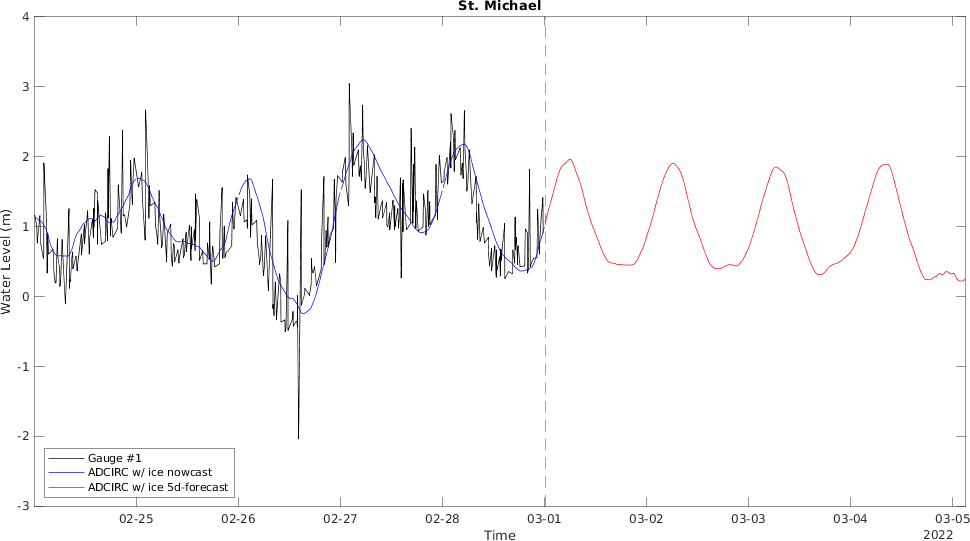 St. Michael
Water Level (m)
4
3
2
1
0
-1
-2
-3
Gauge #1
ADCIRC w/ ice nowcast
ADCIRC w/ ice 5d-forecast
02-25 02-26 02-27 02-28 03-01 03-02 03-03 03-04 03-05
Time 2022